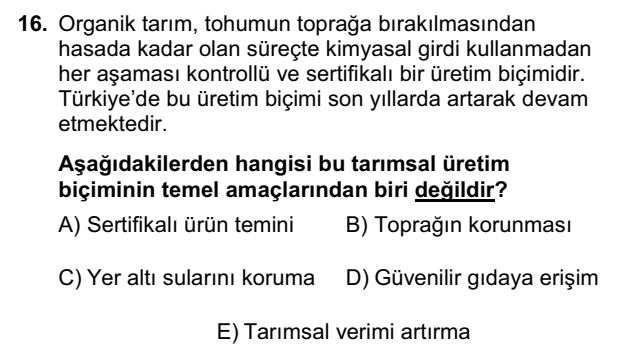 16. Organik tarım, tohumun toprağa bırakılmasından
hasada kadar olan süreçte kimyasal girdi kullanmadan
her aşaması kontrollü ve sertifikalı bir üretim biçimidir.
Türkiye’de bu üretim biçimi son yıllarda artarak devam
etmektedir.
Aşağıdakilerden hangisi bu tarımsal üretim
biçiminin temel amaçlarından biri değildir?
A) Sertifikalı ürün temini B) Toprağın korunması
C) Yer altı sularını koruma D) Güvenilir gıdaya erişim
E) Tarımsal verimi artırma